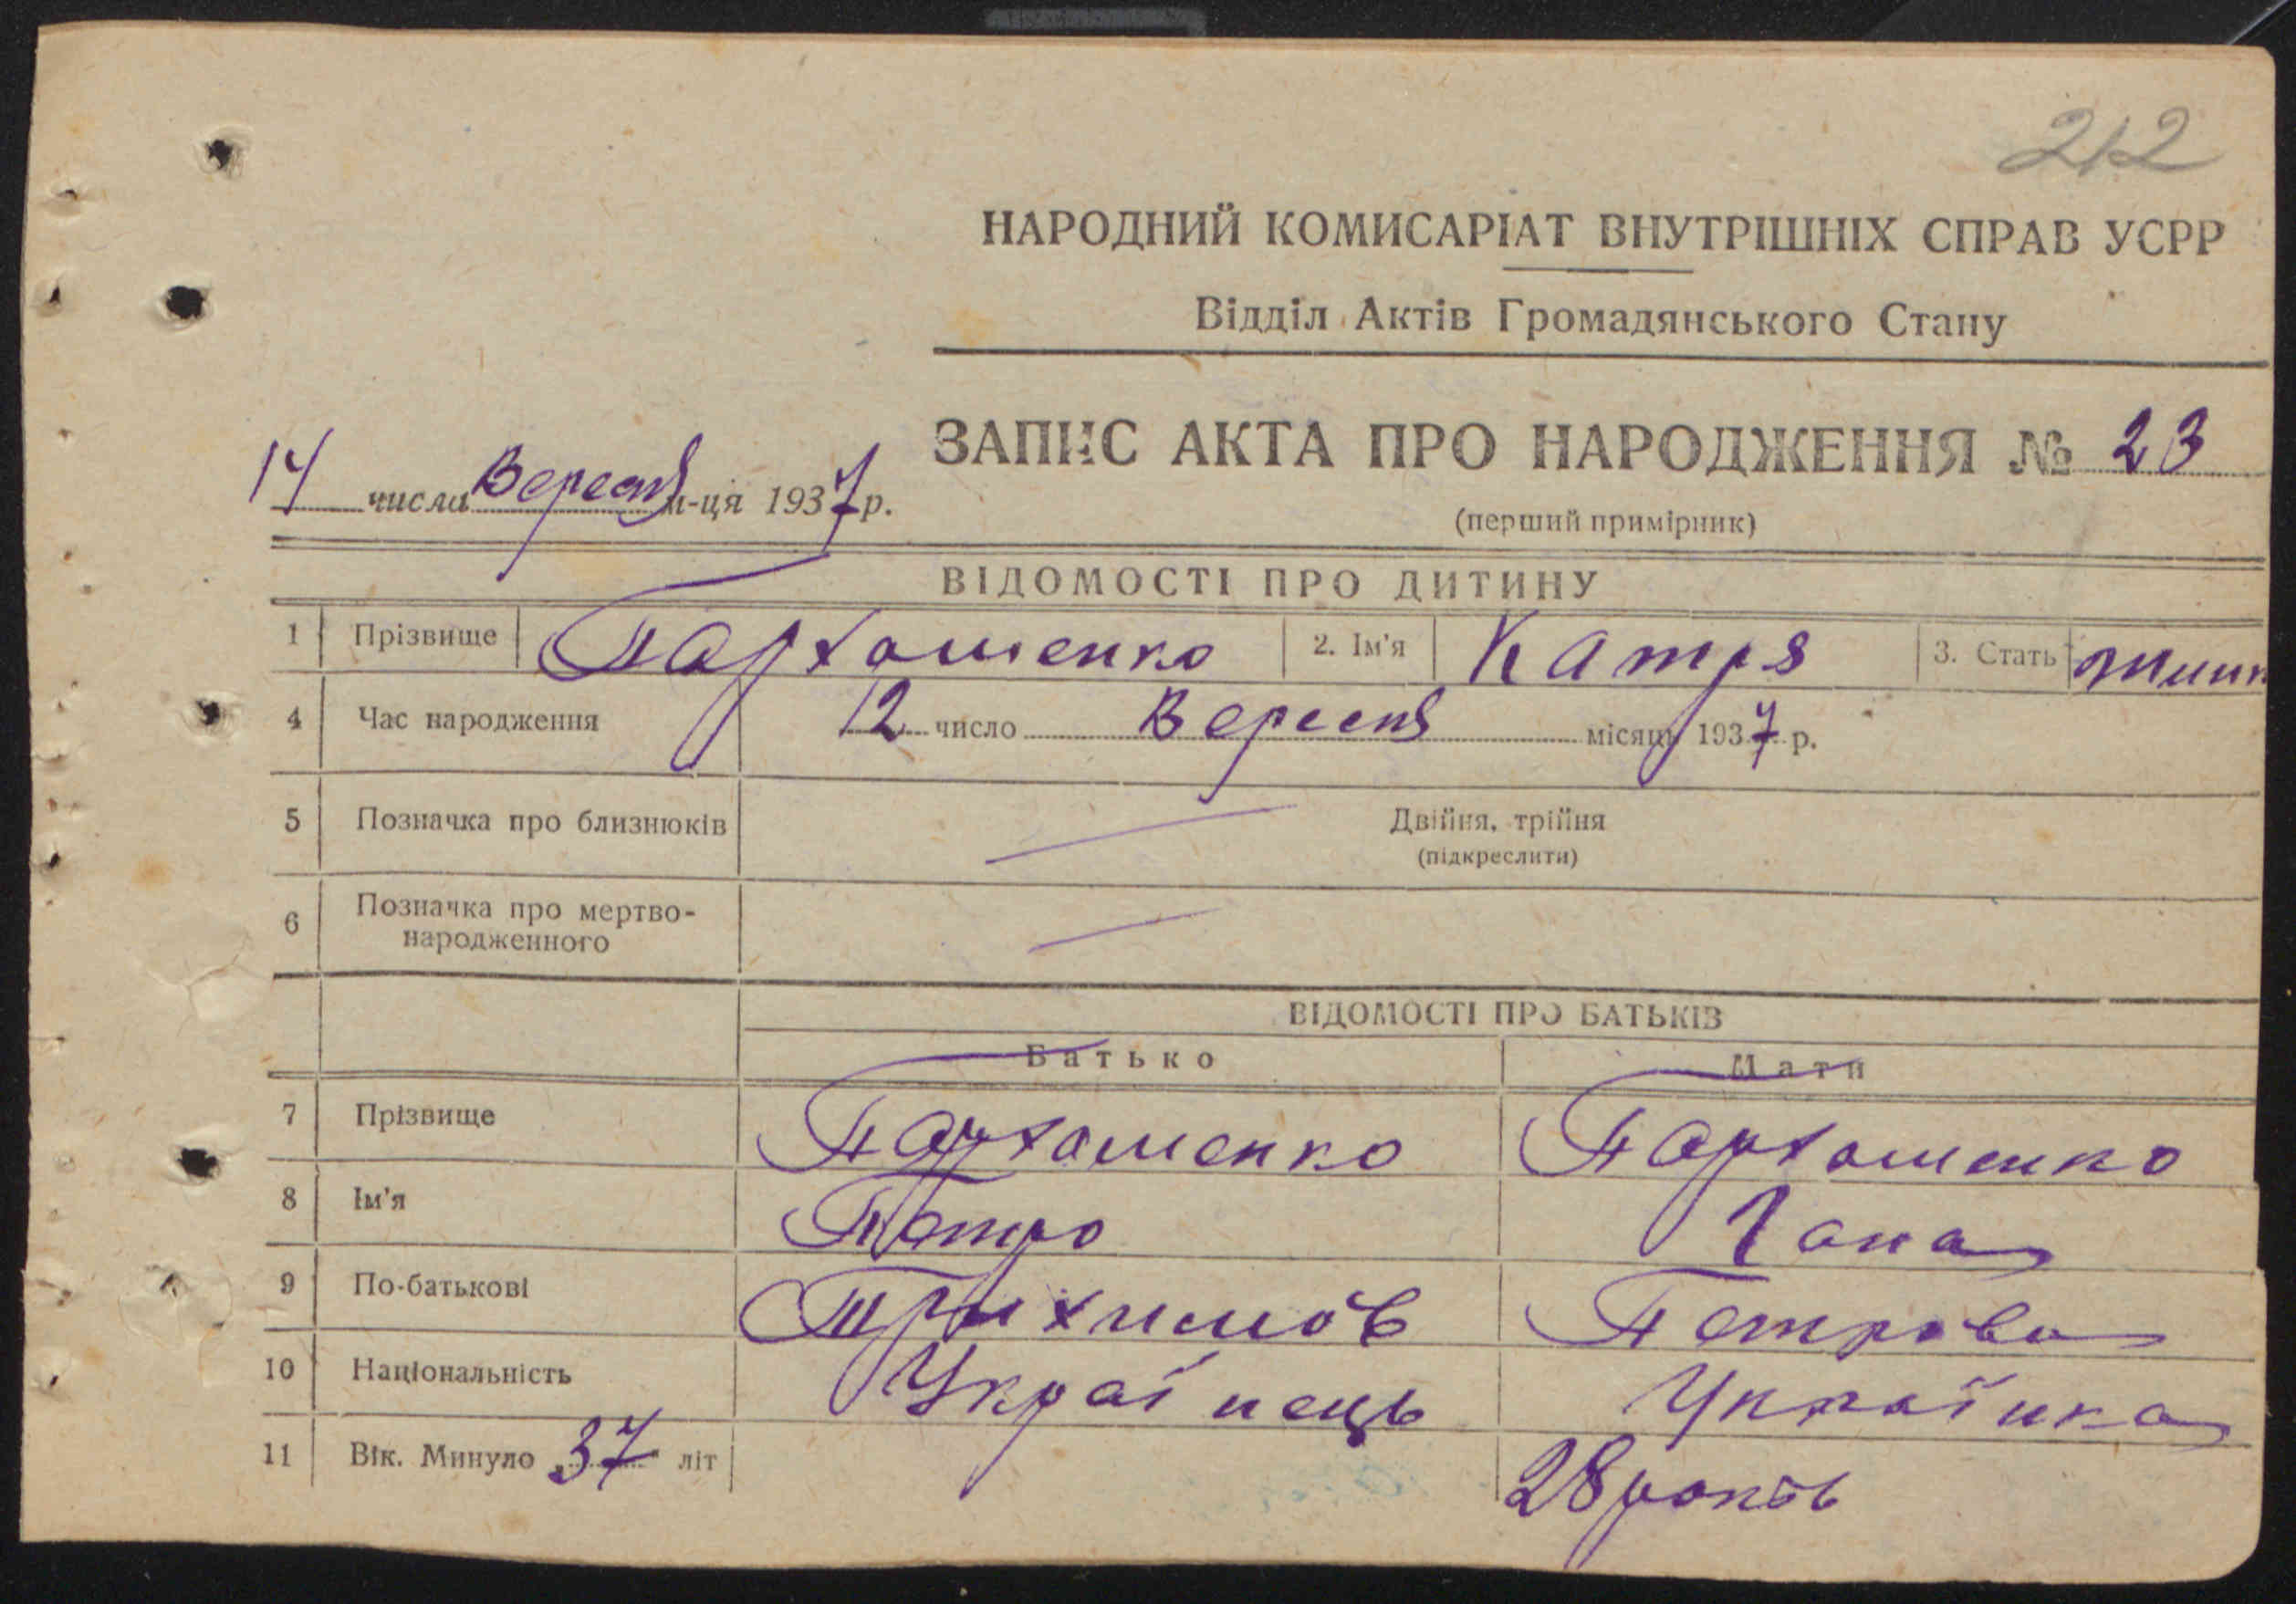 212
НАРОДНИЙ КОМИСАРІАТ ВНУТРІШНІХ СПРАВ УСРР
Відділ Актів Громадянського Стану
ЗАПИС АКТА ПРО НАРОДЖЕННЯ № 23
14 числа Вересня м-ця 1937 р.
(перший примірник)
ВІДОМОСТІ ПРО ДИТИНУ
1 Прізвище Пархоменко 2. Ім'я Катря 3. Стать
4 Час народження 12 число Вересня місяць 1937 р.
5 Позначка про близнюків Двійня, трійня
(підкреслити)
6 Позначка про мертво-
народженного
ВІДОМОСТІ ПРО БАТЬКІВ
Батько Мати
7 Прізвище Пархоменко Пархоменко
8 Ім'я Петро Гана
9 По-батькові Петрова
10 Національність Українець Українка
11 Вік. Минуло 37 літ 28 років